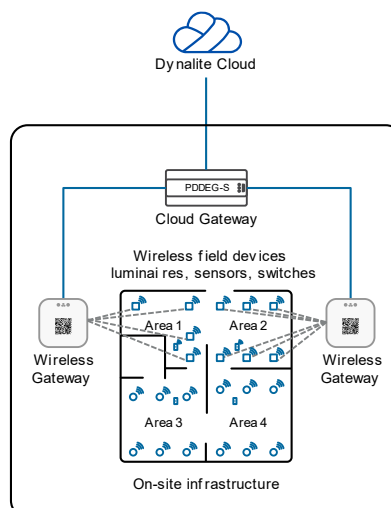 Dynalite Cloud
PDDEG-S
Cloud Gateway
Wireless field devices
luminaires, sensors, switches
Area 1
Area 2
Wireless
Gateway
Wireless
Gateway
Area 3
Area 4
On-site infrastructure